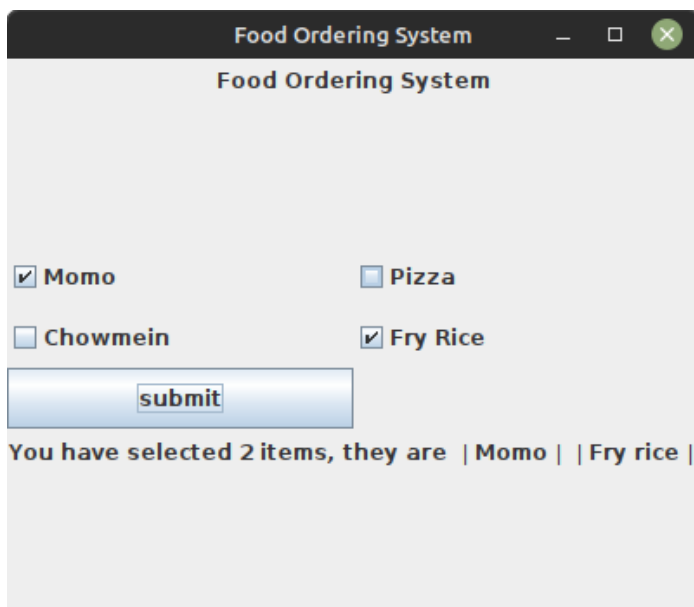 Food Ordering System
Food Ordering System
Momo
Pizza
Chowmein
Fry Rice
submit
You have selected 2 items, they are | Momo | | Fry rice |